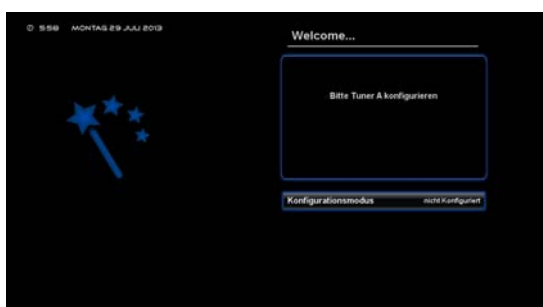 5:58 MONTAG 29 JULI 2013
Welcome...
Bitte Tuner A konfigurieren
Konfigurationsmodus nicht Konfiguriert